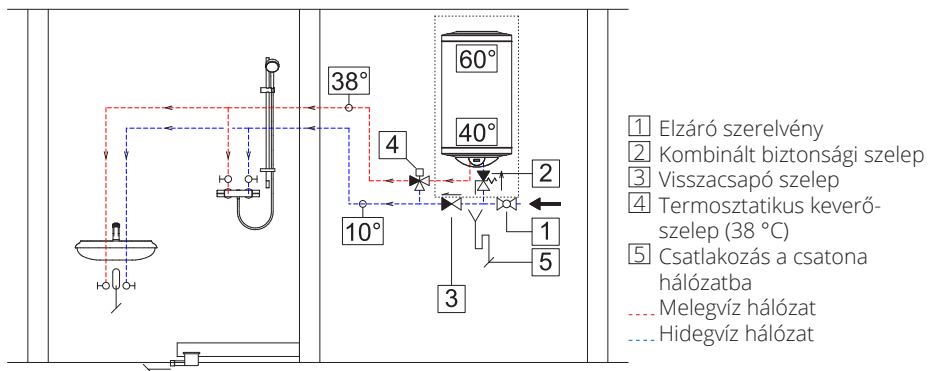 60°
38°
40°
4
2
10°
1
5
3
1 Elzáró szerelvény
2 Kombinált biztonsági szelep
3 Visszacsapó szelep
4 Termosztatikus keverő-
szelep (38 °C)
5 Csatlakozás a csatona
hálózatba
Melegvíz hálózat
Hidegvíz hálózat